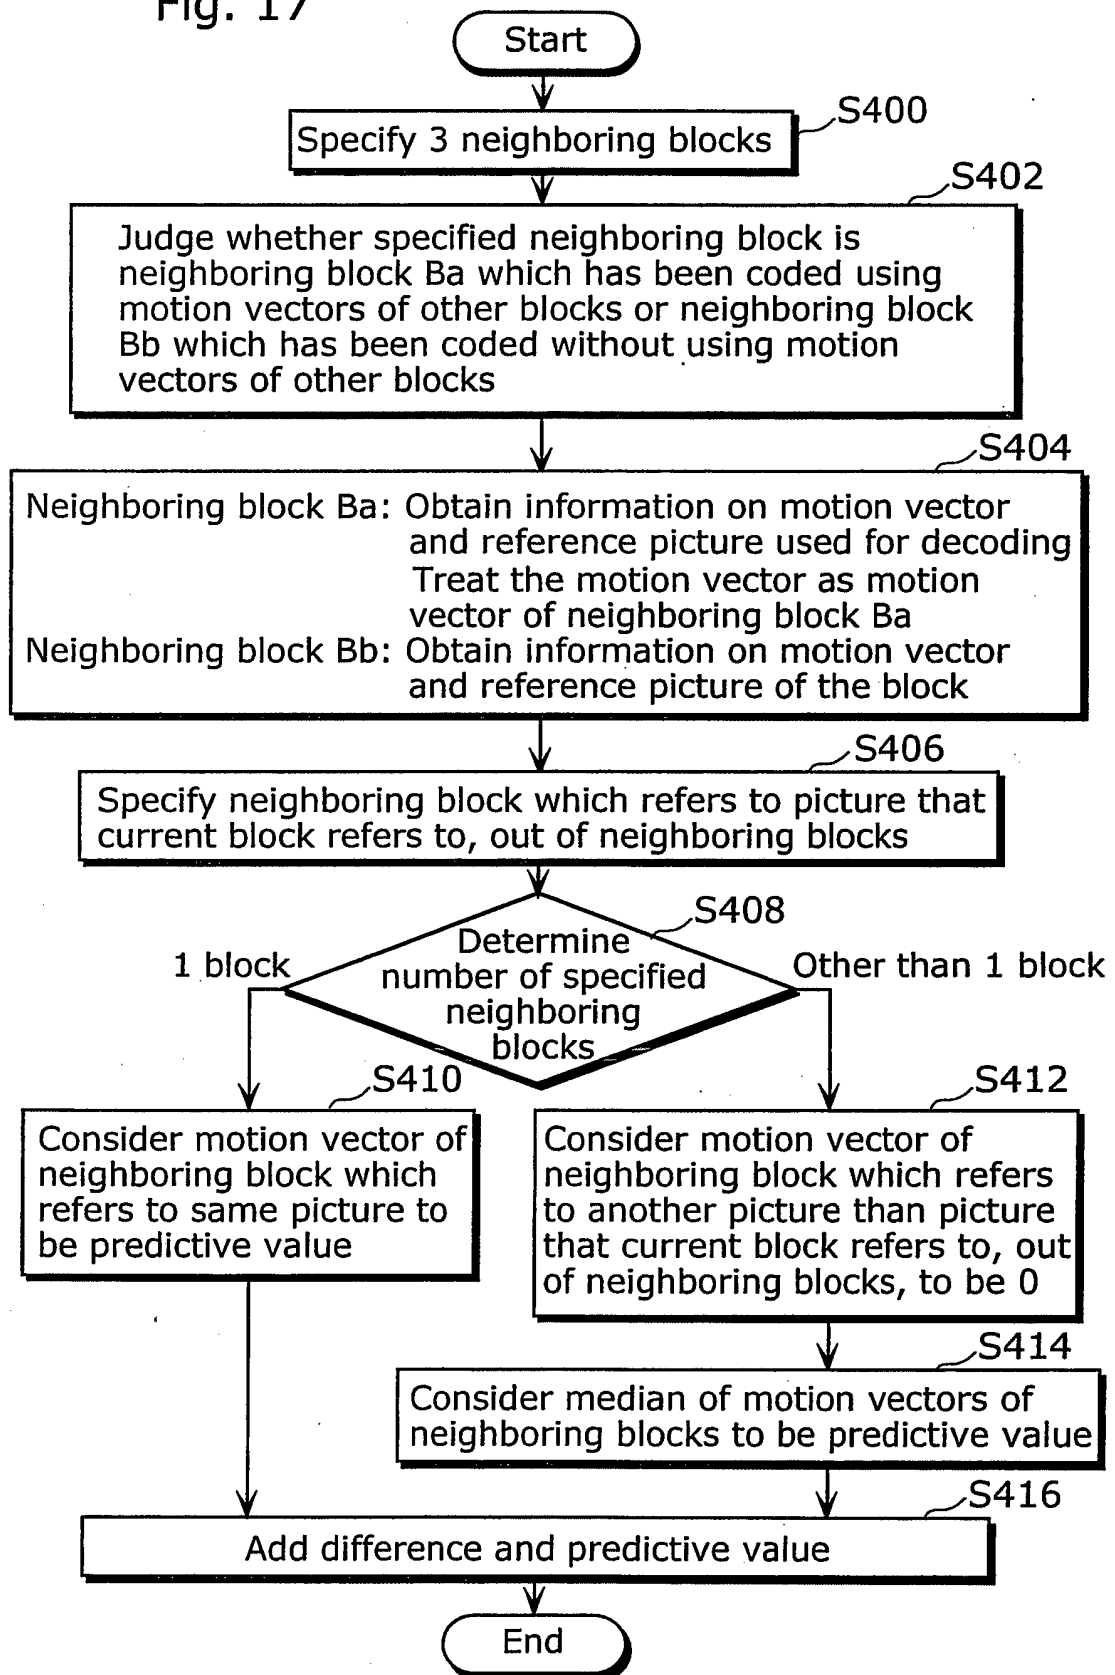 Fig. 17
Start
S400
Specify 3 neighboring blocks
S402
Judge whether specified neighboring block is
neighboring block Ba which has been coded using
motion vectors of other blocks or neighboring block
Bb which has been coded without using motion
vectors of other blocks
S404
Neighboring block Ba: Obtain information on motion vector
and reference picture used for decoding
Treat the motion vector as motion
vector of neighboring block Ba
Neighboring block Bb: Obtain information on motion vector
and reference picture of the block
S406
Specify neighboring block which refers to picture that
current block refers to, out of neighboring blocks
S408
Determine
number of specified
neighboring
blocks
1 block
Other than 1 block
S410
Consider motion vector of
neighboring block which
refers to same picture to
be predictive value
S412
Consider motion vector of
neighboring block which refers
to another picture than picture
that current block refers to, out
of neighboring blocks, to be 0
S414
Consider median of motion vectors of
neighboring blocks to be predictive value
S416
Add difference and predictive value
End